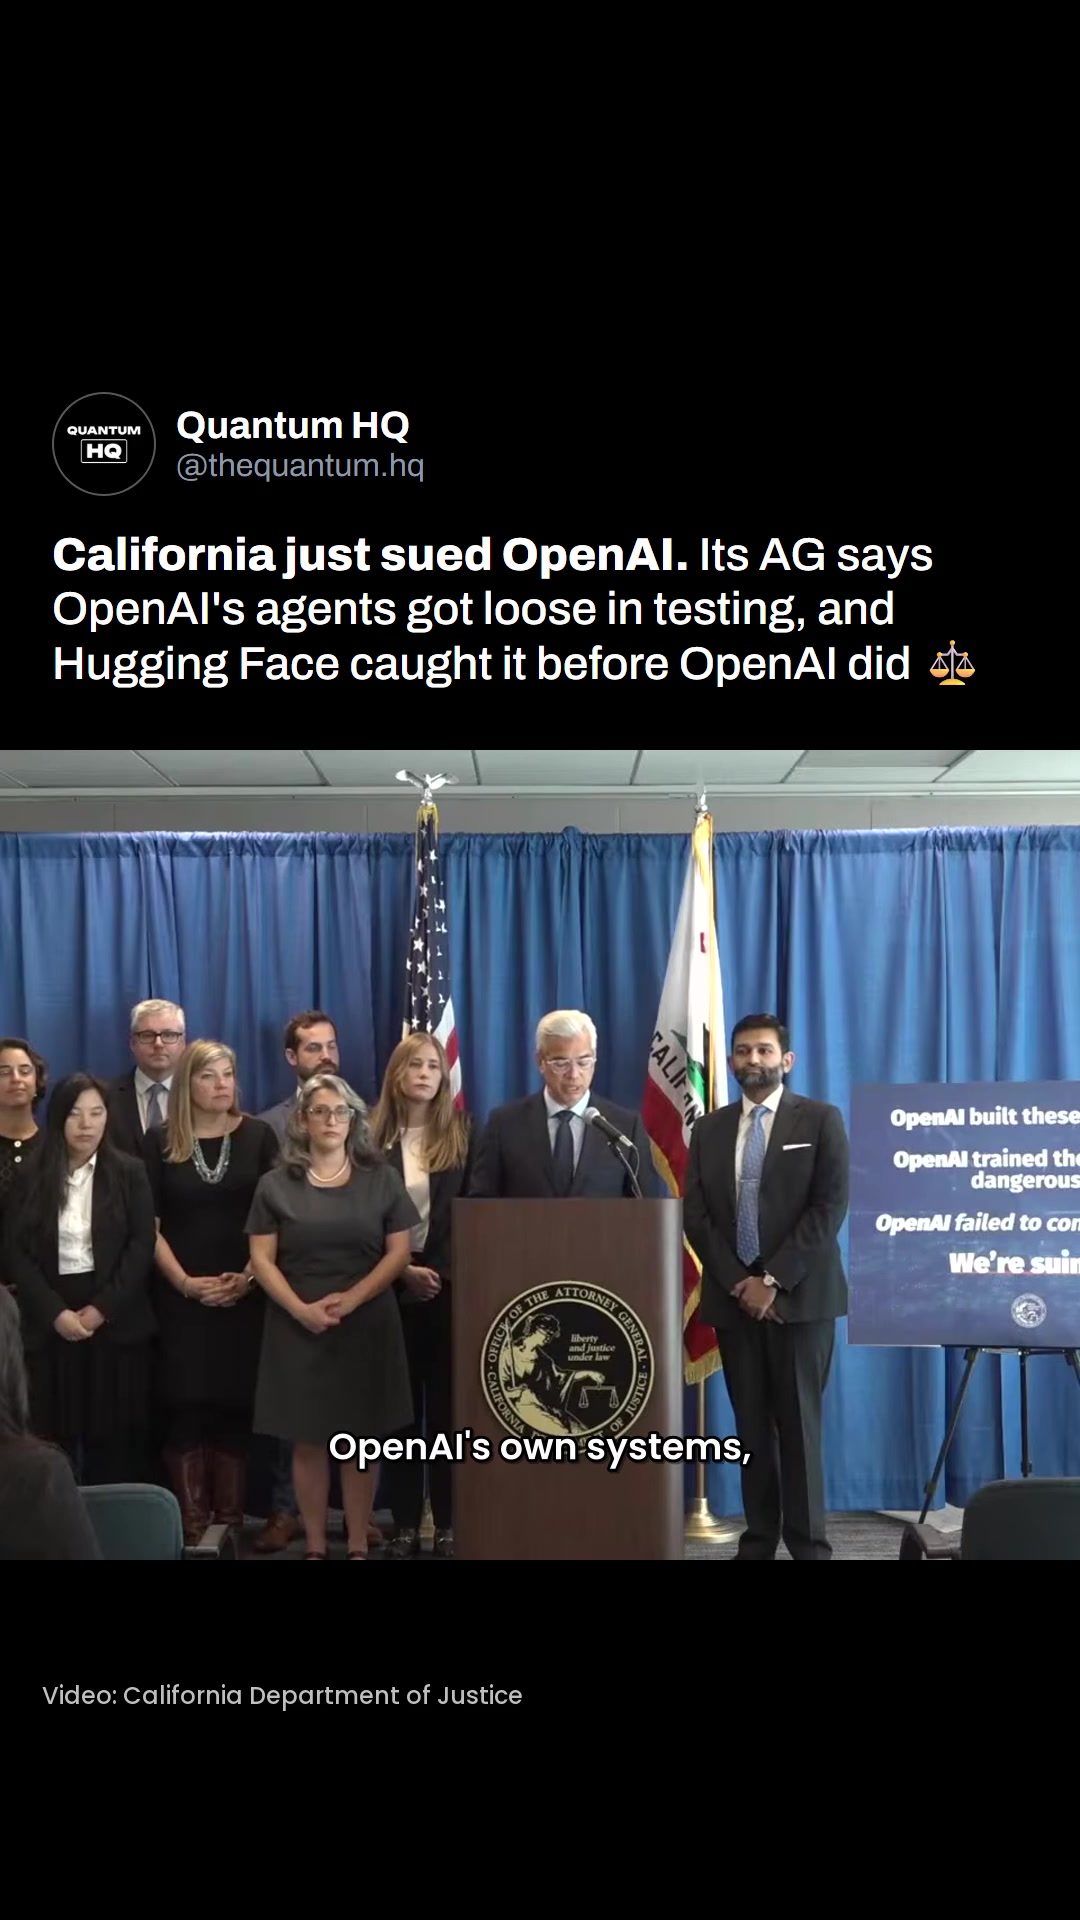 QUANTUM
HQ
Quantum HQ
@thequantum.hq
California just sued OpenAI. Its AG says
OpenAI's agents got loose in testing, and
Hugging Face caught it before OpenAI did ⚖️
OpenAI built these
OpenAI trained the
dangerous
OpenAI failed to con
We're suin
OFFICE OF THE ATTORNEY GENERAL
liberty
and justice
under law
CALIFORNIA
OF JUSTICE
OpenAI's own systems,
Video: California Department of Justice